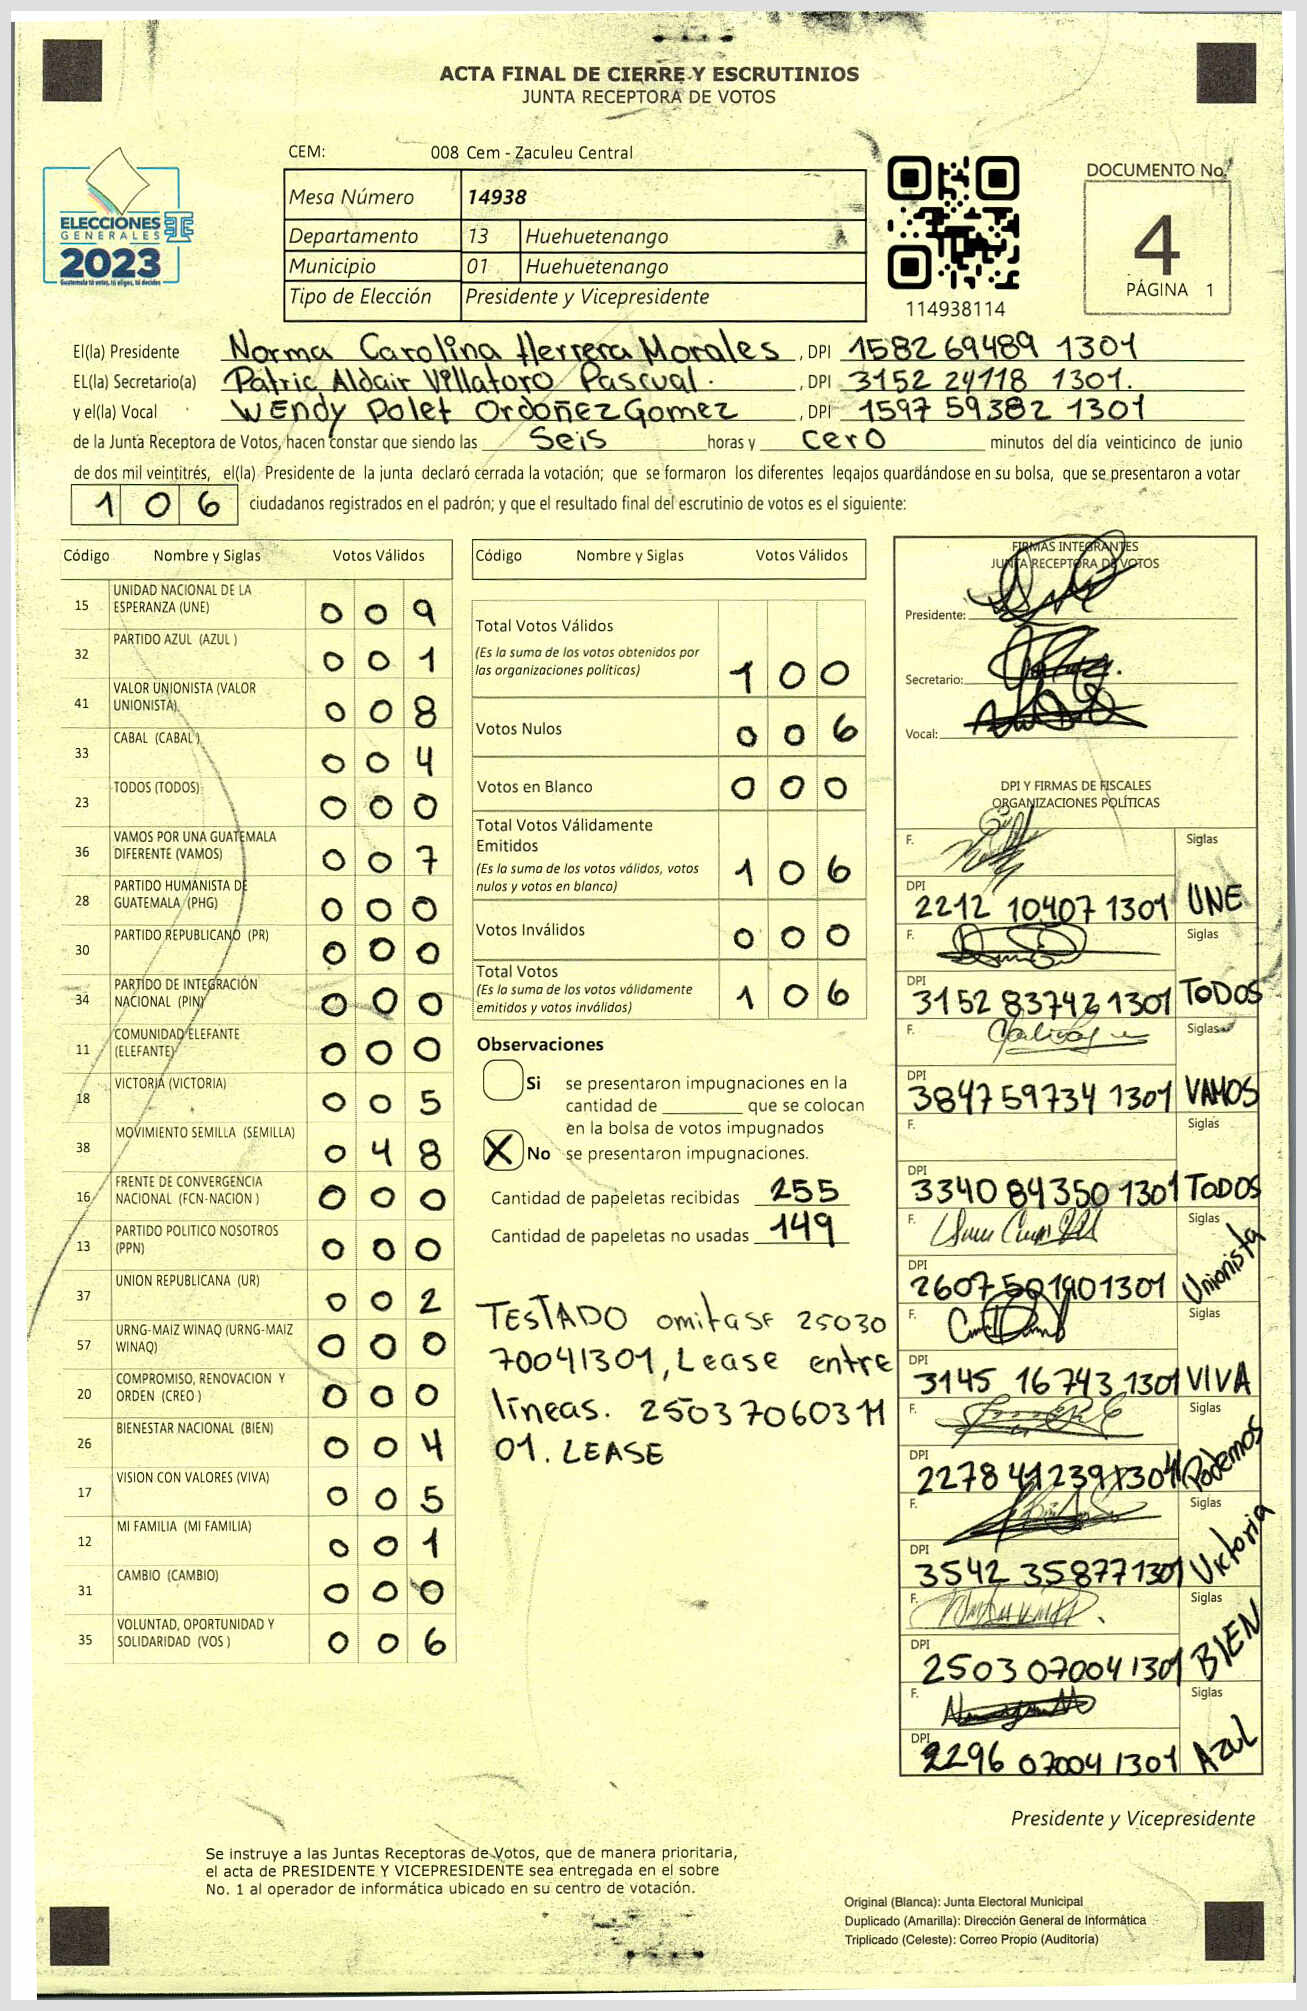 ACTA FINAL DE CIERRE Y ESCRUTINIOS
JUNTA RECEPTORA DE VOTOS
CEM: 008 Cem - Zaculeu Central
Mesa Número 14938
Departamento 13 Huehuetenango
Municipio 01 Huehuetenango
Tipo de Elección Presidente y Vicepresidente
ELECCIONES
GENERALES
2023
Guatemala tú votas, tú eliges, tú decides
114938114
DOCUMENTO No.
4
PÁGINA 1
El(la) Presidente Norma Carolina Herrera Morales , DPI 1582 69489 1301
EL(la) Secretario(a) Patric Aldair Villatoro Pascual. , DPI 3152 24118 1301.
y el(la) Vocal WEndy Polet Ordoñez Gomez , DPI 1597 59382 1301
de la Junta Receptora de Votos, hacen constar que siendo las Seis horas y cero minutos del día veinticinco de junio
de dos mil veintitrés, el(la) Presidente de la junta declaró cerrada la votación; que se formaron los diferentes legajos guardándose en su bolsa, que se presentaron a votar
106 ciudadanos registrados en el padrón; y que el resultado final del escrutinio de votos es el siguiente:
Código Nombre y Siglas Votos Válidos
15 UNIDAD NACIONAL DE LA
ESPERANZA (UNE) 0 0 9
32 PARTIDO AZUL (AZUL ) 0 0 1
41 VALOR UNIONISTA (VALOR
UNIONISTA) 0 0 8
33 CABAL (CABAL ) 0 0 4
23 TODOS (TODOS) 0 0 0
36 VAMOS POR UNA GUATEMALA
DIFERENTE (VAMOS) 0 0 7
28 PARTIDO HUMANISTA DE
GUATEMALA (PHG) 0 0 0
30 PARTIDO REPUBLICANO (PR) 0 0 0
34 PARTIDO DE INTEGRACIÓN
NACIONAL (PIN) 0 0 0
11 COMUNIDAD ELEFANTE
(ELEFANTE) 0 0 0
18 VICTORIA (VICTORIA) 0 0 5
38 MOVIMIENTO SEMILLA (SEMILLA) 0 4 8
16 FRENTE DE CONVERGENCIA
NACIONAL (FCN-NACION ) 0 0 0
13 PARTIDO POLITICO NOSOTROS
(PPN) 0 0 0
37 UNION REPUBLICANA (UR) 0 0 2
57 URNG-MAIZ WINAQ (URNG-MAIZ
WINAQ) 0 0 0
20 COMPROMISO, RENOVACION Y
ORDEN (CREO ) 0 0 0
26 BIENESTAR NACIONAL (BIEN) 0 0 4
17 VISION CON VALORES (VIVA) 0 0 5
12 MI FAMILIA (MI FAMILIA) 0 0 1
31 CAMBIO (CAMBIO) 0 0 0
35 VOLUNTAD, OPORTUNIDAD Y
SOLIDARIDAD (VOS ) 0 0 6
Código Nombre y Siglas Votos Válidos
Total Votos Válidos
(Es la suma de los votos obtenidos por
las organizaciones políticas) 1 0 0
Votos Nulos 0 0 6
Votos en Blanco 0 0 0
Total Votos Válidamente
Emitidos
(Es la suma de los votos válidos, votos
nulos y votos en blanco) 1 0 6
Votos Inválidos 0 0 0
Total Votos
(Es la suma de los votos válidamente
emitidos y votos inválidos) 1 0 6
Observaciones
Si se presentaron impugnaciones en la
cantidad de ________ que se colocan
en la bolsa de votos impugnados
X No se presentaron impugnaciones.
Cantidad de papeletas recibidas 255
Cantidad de papeletas no usadas 149
TESTADO omitase 25030
70041301, Lease entre
lineas. 2503706031 1
01. LEASE
FIRMAS INTEGRANTES
JUNTA RECEPTORA DE VOTOS
Presidente:
Secretario:
Vocal:
DPI Y FIRMAS DE FISCALES
ORGANIZACIONES POLÍTICAS
F. Siglas
DPI
2212 10407 1301 UNE
F. Siglas
DPI
3152 83742 1301 TODOS
F. Siglas
DPI
3847 59734 1301 VAMOS
F. Siglas
DPI
3340 84350 1301 TODOS
F. Siglas
DPI
2607 50190 1301 Unionista
F. Siglas
DPI
3145 16743 1301 VIVA
F. Siglas
DPI
2278 41239 1301 Podemos
F. Siglas
DPI
3542 35877 1301 Victoria
F. Siglas
DPI
2503 07004 1301 BIEN
F. Siglas
DPI
2296 07004 1301 AZUL
Presidente y Vicepresidente
Se instruye a las Juntas Receptoras de Votos, que de manera prioritaria,
el acta de PRESIDENTE Y VICEPRESIDENTE sea entregada en el sobre
No. 1 al operador de informática ubicado en su centro de votación.
Original (Blanca): Junta Electoral Municipal
Duplicado (Amarilla): Dirección General de Informática
Triplicado (Celeste): Correo Propio (Auditoría)